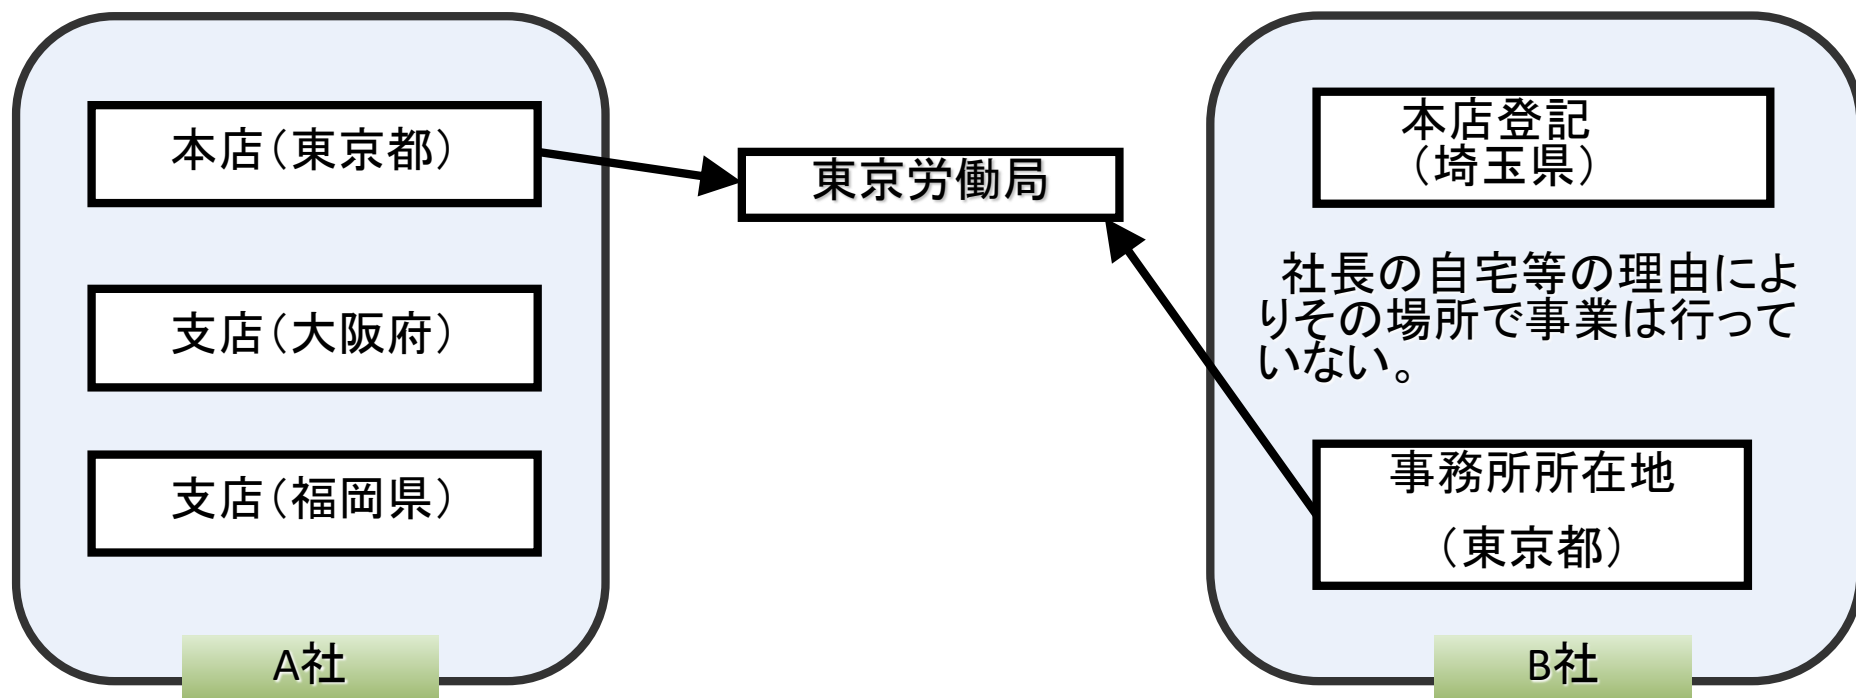 本店(東京都)
支店(大阪府)
支店(福岡県)
A社
東京労働局
本店登記
(埼玉県)
社長の自宅等の理由によ
りその場所で事業は行って
いない。
事務所所在地
(東京都)
B社